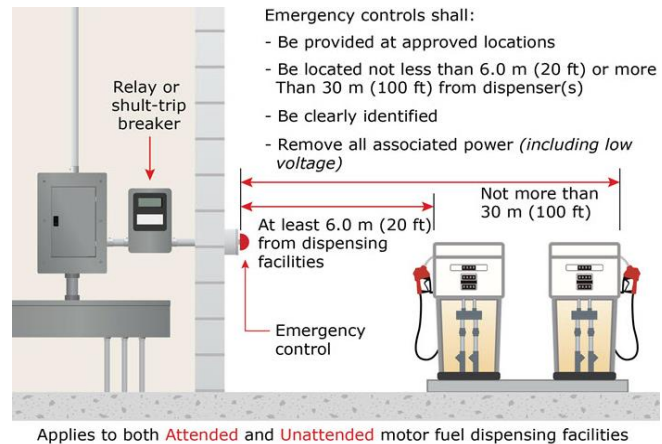 Emergency controls shall:
- Be provided at approved locations
- Be located not less than 6.0 m (20 ft) or more
Than 30 m (100 ft) from dispenser(s)
- Be clearly identified
- Remove all associated power (including low
voltage)
Relay or
shult-trip
breaker
Not more than
30 m (100 ft)
At least 6.0 m (20 ft)
from dispensing
facilities
Emergency
control
Applies to both Attended and Unattended motor fuel dispensing facilities